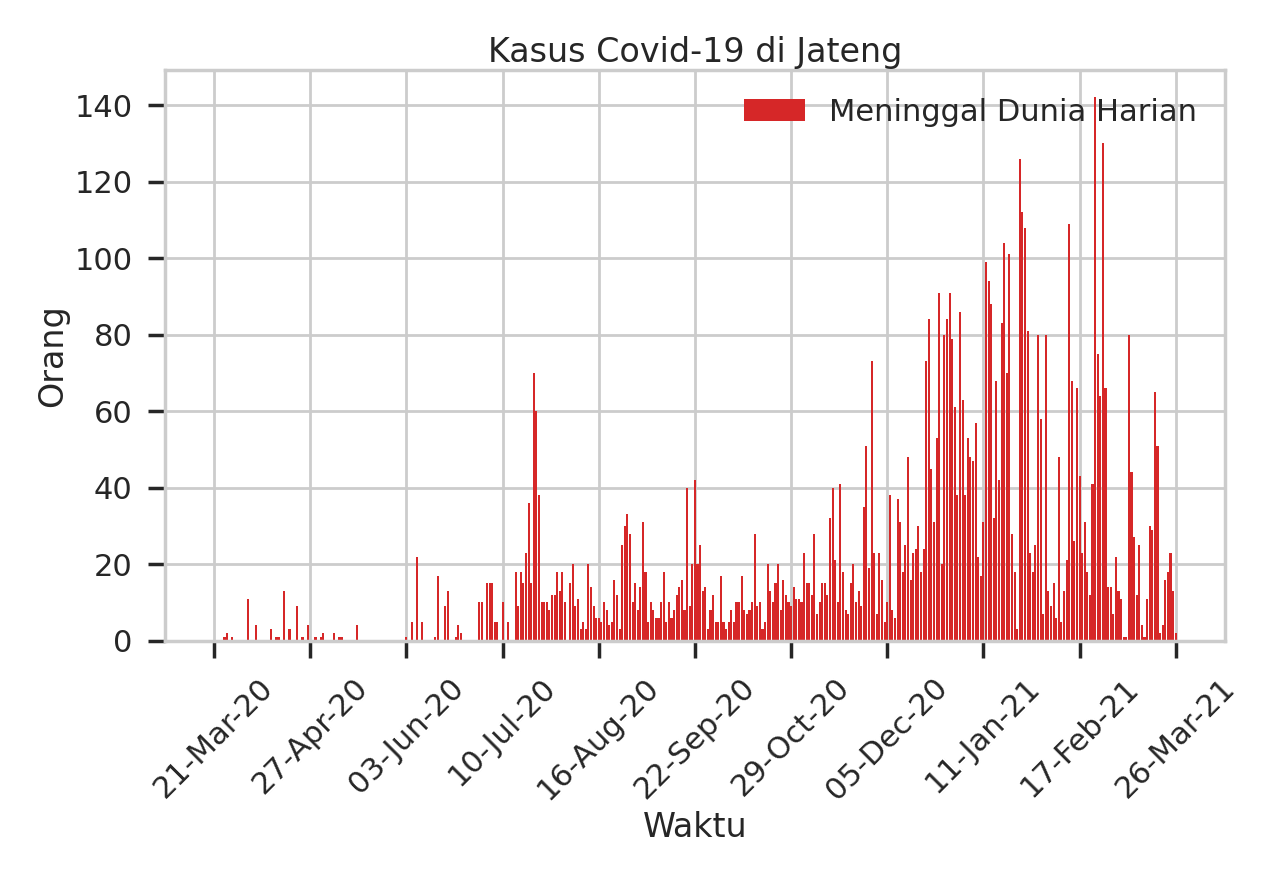 Kasus Covid-19 di Jateng
Meninggal Dunia Harian
140
120
100
80
60
40
20
0
Orang
21-Mar-20
27-Apr-20
03-Jun-20
10-Jul-20
16-Aug-20
22-Sep-20
29-Oct-20
05-Dec-20
11-Jan-21
17-Feb-21
26-Mar-21
Waktu